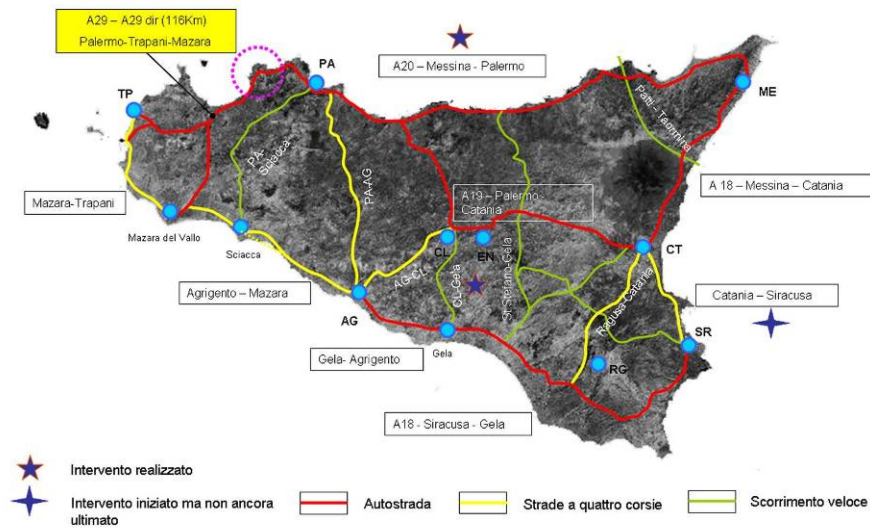 A29 – A29 dir (116Km)
Palermo-Trapani-Mazara
A20 – Messina - Palermo
PA
TP
ME
Patti - Taormina
PA-Sciacca
PA-AG
A 18 – Messina – Catania
Mazara-Trapani
A19 – Palermo
Catania
Mazara del Vallo
Sciacca
CL
EN
CT
AG-CL
CL-Gela
St.Stefano-Gela
Ragusa-Catania
Agrigento – Mazara
Catania – Siracusa
AG
Gela
SR
Gela- Agrigento
RG
A18 - Siracusa - Gela
Intervento realizzato
Intervento iniziato ma non ancora
ultimato
Autostrada
Strade a quattro corsie
Scorrimento veloce